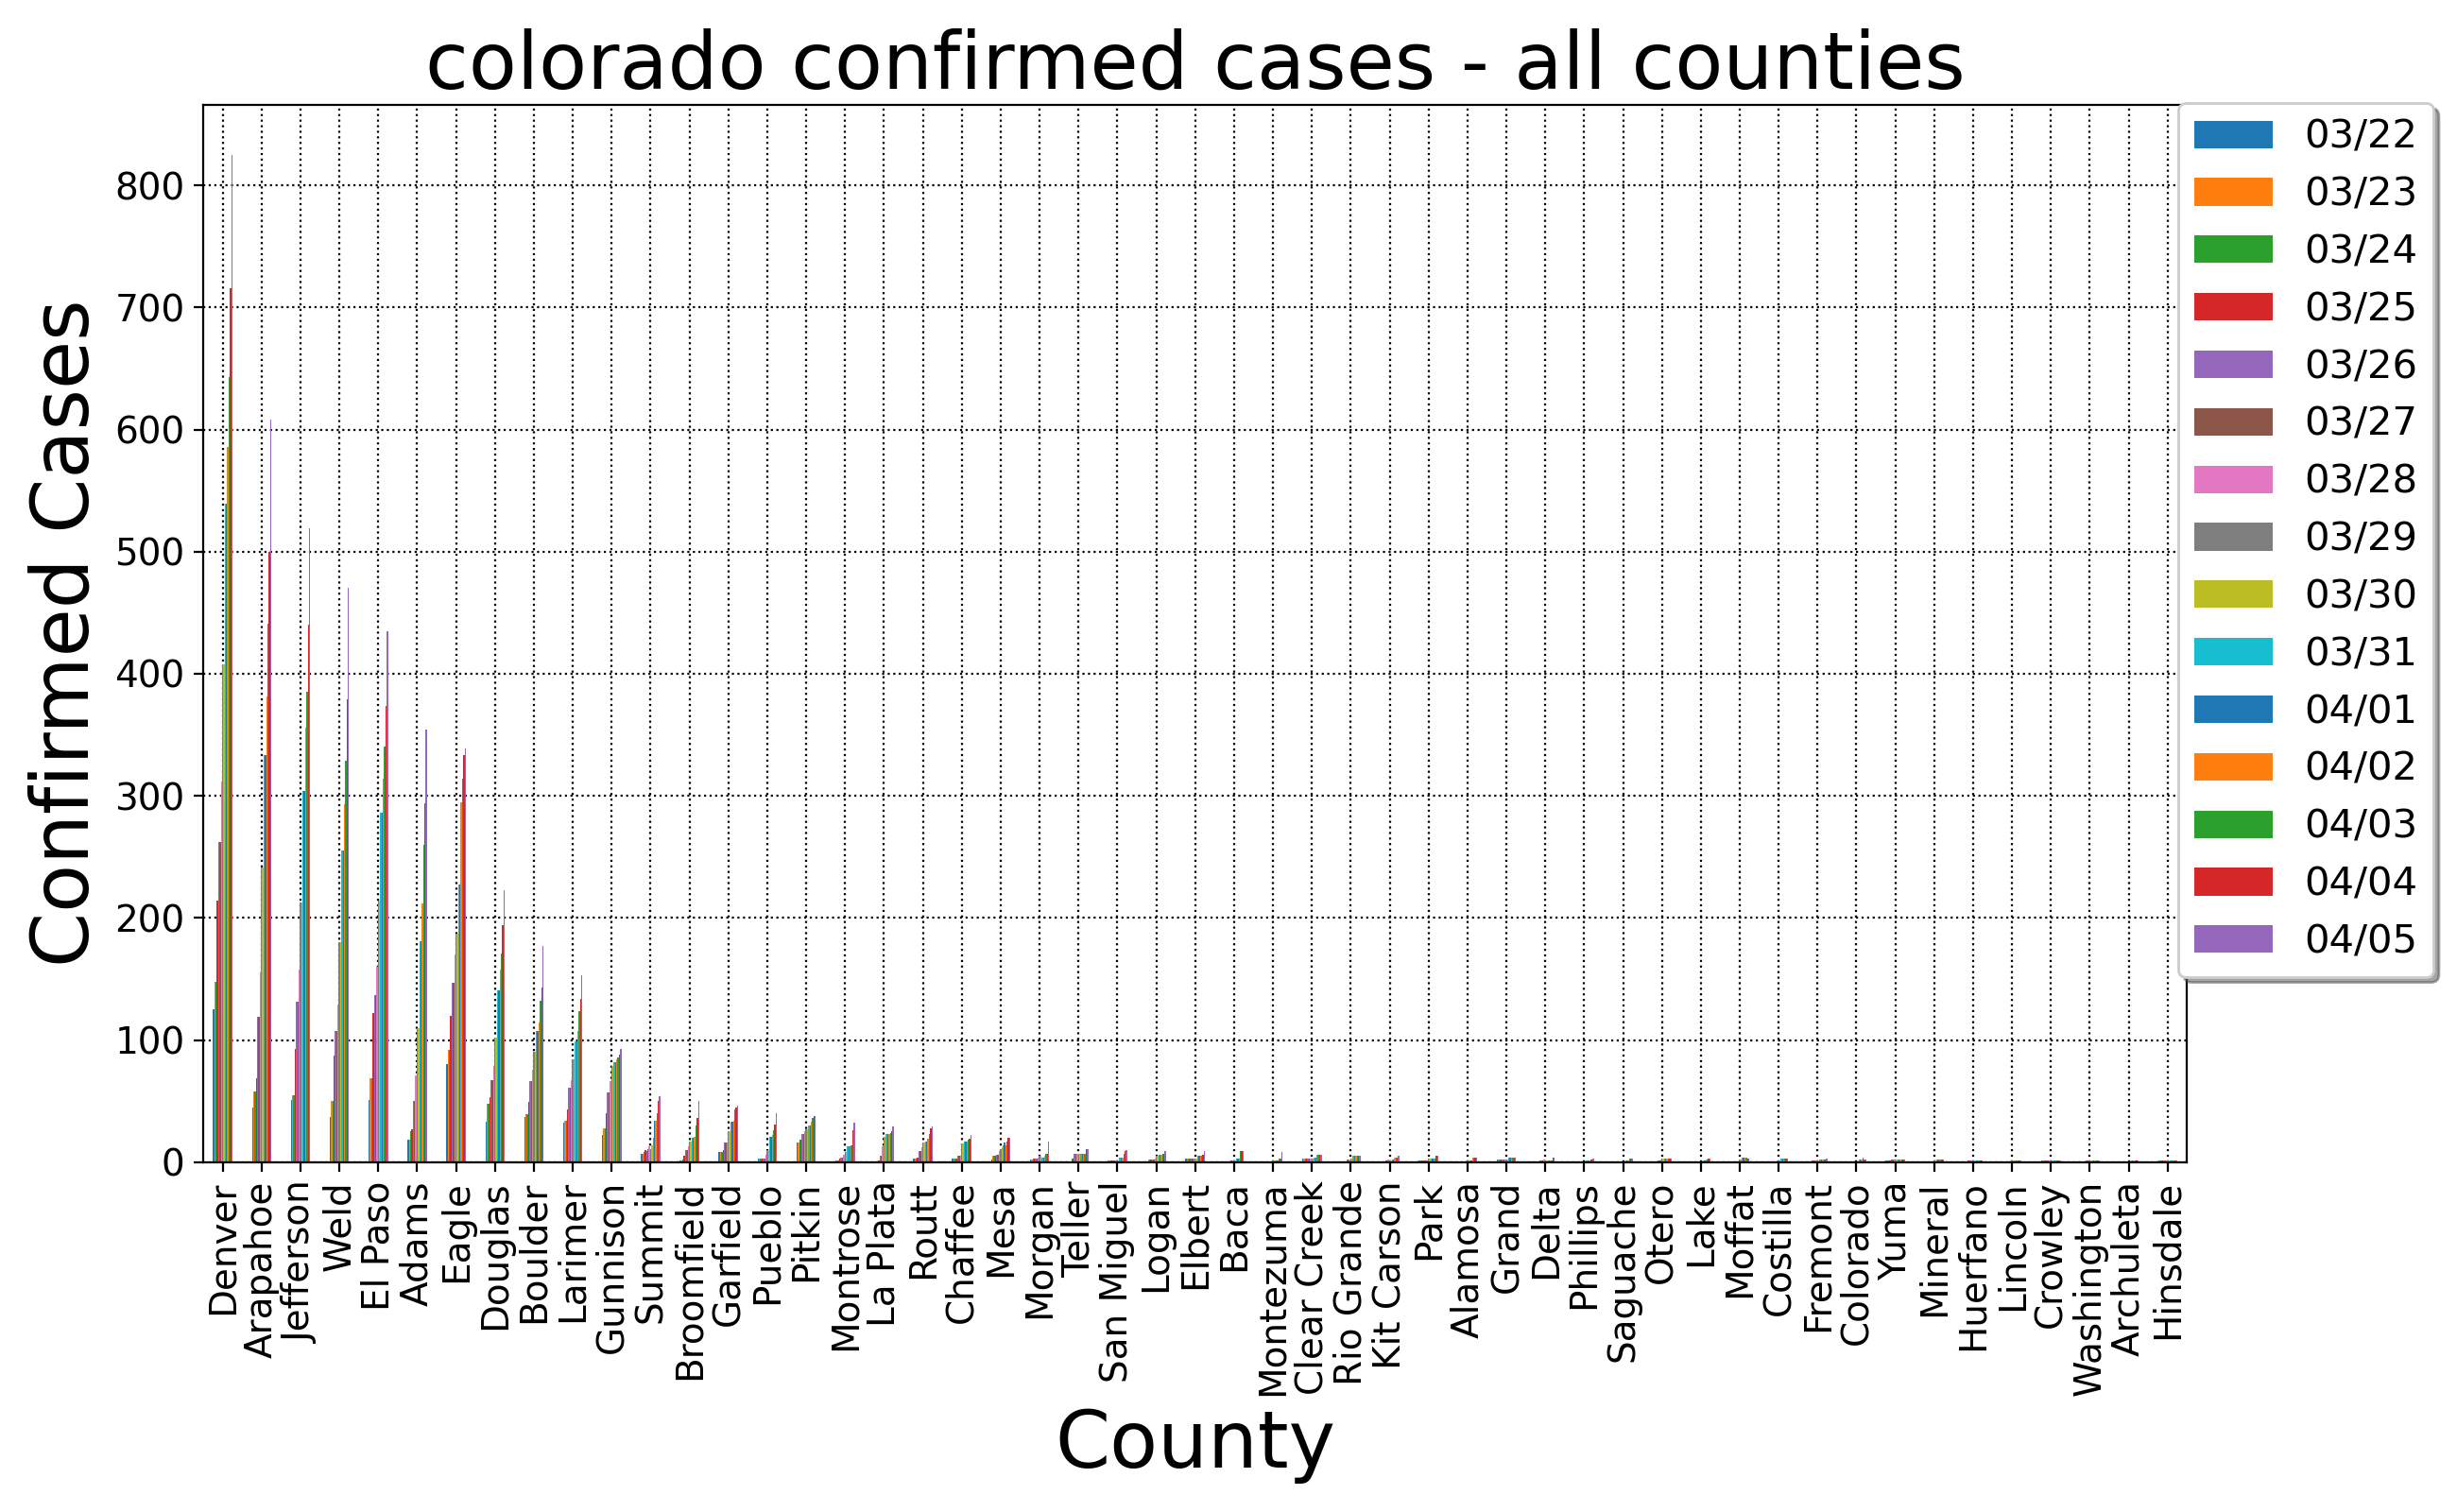 colorado confirmed cases - all counties
Confirmed Cases
800
700
600
500
400
300
200
100
0
03/22
03/23
03/24
03/25
03/26
03/27
03/28
03/29
03/30
03/31
04/01
04/02
04/03
04/04
04/05
Denver
Arapahoe
Jefferson
Weld
El Paso
Adams
Eagle
Douglas
Boulder
Larimer
Gunnison
Summit
Broomfield
Garfield
Pueblo
Pitkin
Montrose
La Plata
Routt
Chaffee
Mesa
Morgan
Teller
San Miguel
Logan
Elbert
Baca
Montezuma
Clear Creek
Rio Grande
Kit Carson
Park
Alamosa
Grand
Delta
Phillips
Saguache
Otero
Lake
Moffat
Costilla
Fremont
Colorado
Yuma
Mineral
Huerfano
Lincoln
Crowley
Washington
Archuleta
Hinsdale
County